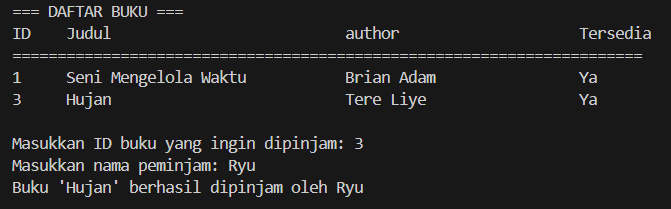 === DAFTAR BUKU ===
ID    Judul                          author                    Tersedia
======================================================================
1     Seni Mengelola Waktu           Brian Adam                Ya
3     Hujan                          Tere Liye                 Ya
Masukkan ID buku yang ingin dipinjam: 3
Masukkan nama peminjam: Ryu
Buku 'Hujan' berhasil dipinjam oleh Ryu